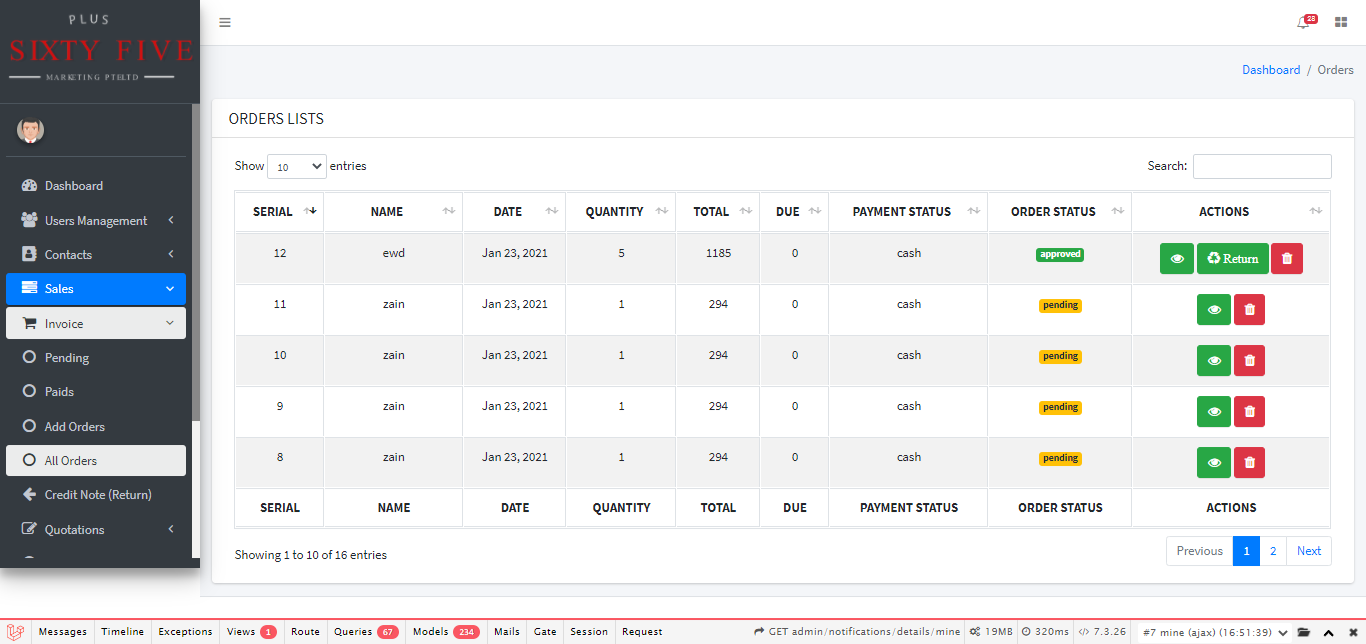 PLUS
SIXTY FIVE
MARKETING PTELTD
28
Dashboard / Orders
Dashboard
Users Management
Contacts
Sales
Invoice
Pending
Paids
Add Orders
All Orders
Credit Note (Return)
Quotations
ORDERS LISTS
Show 10 entries
Search:
SERIAL NAME DATE QUANTITY TOTAL DUE PAYMENT STATUS ORDER STATUS ACTIONS
12 ewd Jan 23, 2021 5 1185 0 cash approved Return
11 zain Jan 23, 2021 1 294 0 cash pending
10 zain Jan 23, 2021 1 294 0 cash pending
9 zain Jan 23, 2021 1 294 0 cash pending
8 zain Jan 23, 2021 1 294 0 cash pending
SERIAL NAME DATE QUANTITY TOTAL DUE PAYMENT STATUS ORDER STATUS ACTIONS
Showing 1 to 10 of 16 entries
Previous 1 2 Next
Messages Timeline Exceptions Views 1 Route Queries 67 Models 234 Mails Gate Session Request GET admin/notifications/details/mine 19MB 320ms 7.3.26 #7 mine (ajax) (16:51:39)